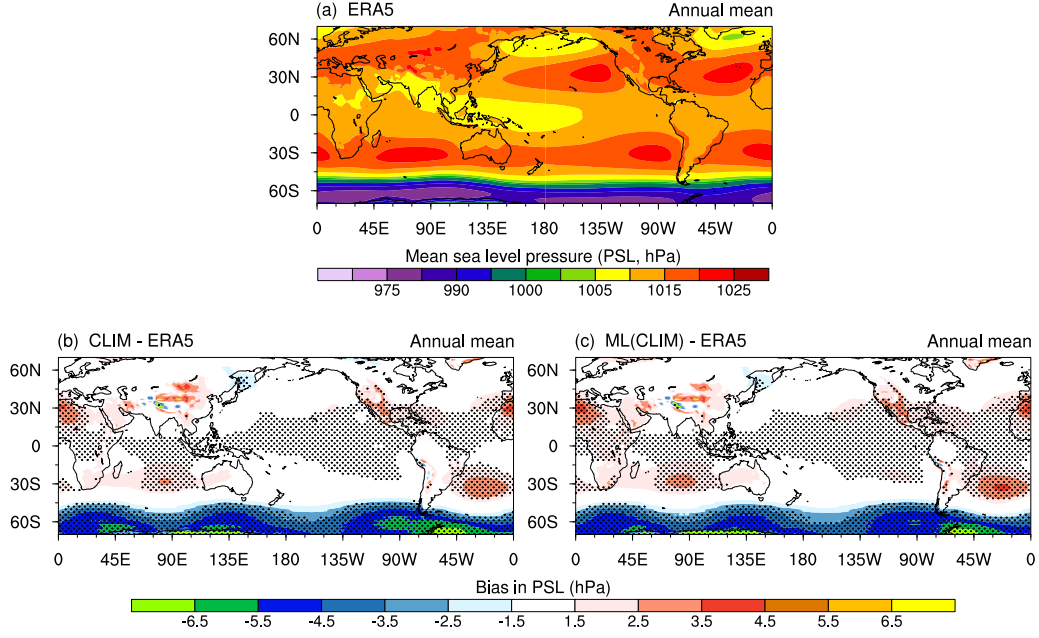 (a) ERA5 Annual mean
60N
30N
0
30S
60S
0 45E 90E 135E 180 135W 90W 45W 0
Mean sea level pressure (PSL, hPa)
975 990 1000 1005 1015 1025
(b) CLIM - ERA5 Annual mean
60N
30N
0
30S
60S
0 45E 90E 135E 180 135W 90W 45W 0
(c) ML(CLIM) - ERA5 Annual mean
60N
30N
0
30S
60S
0 45E 90E 135E 180 135W 90W 45W 0
Bias in PSL (hPa)
-6.5 -5.5 -4.5 -3.5 -2.5 -1.5 1.5 2.5 3.5 4.5 5.5 6.5